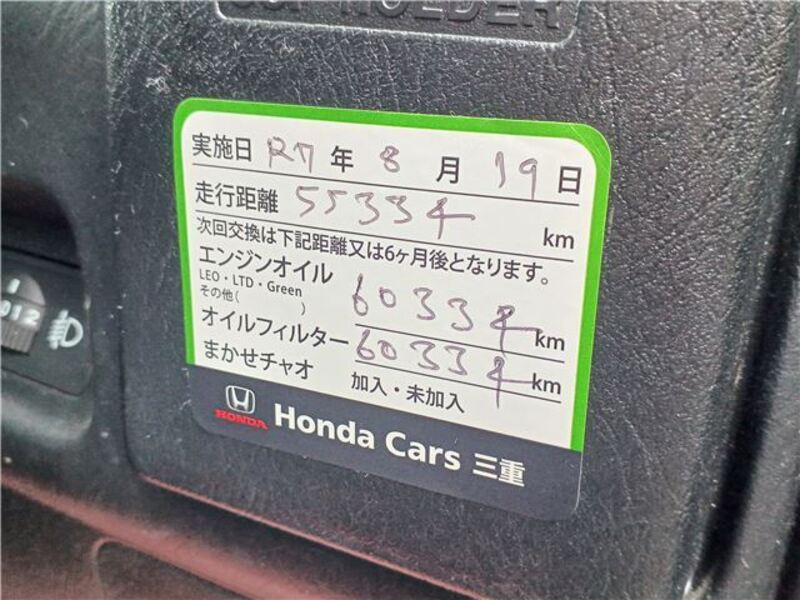 CUP HOLDER
実施日 R7 年 8 月 19 日
走行距離 55334 km
次回交換は下記距離又は6ヶ月後となります。
エンジンオイル 60334 km
LEO・LTD・Green
その他( )
オイルフィルター 60334 km
まかせチャオ 加入・未加入
HONDA Honda Cars 三重
012